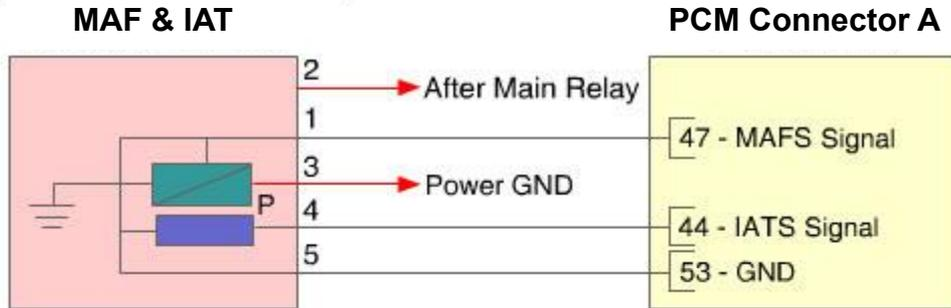 MAF & IAT
PCM Connector A
2
After Main Relay
1
47 - MAFS Signal
3
Power GND
P
4
44 - IATS Signal
5
53 - GND